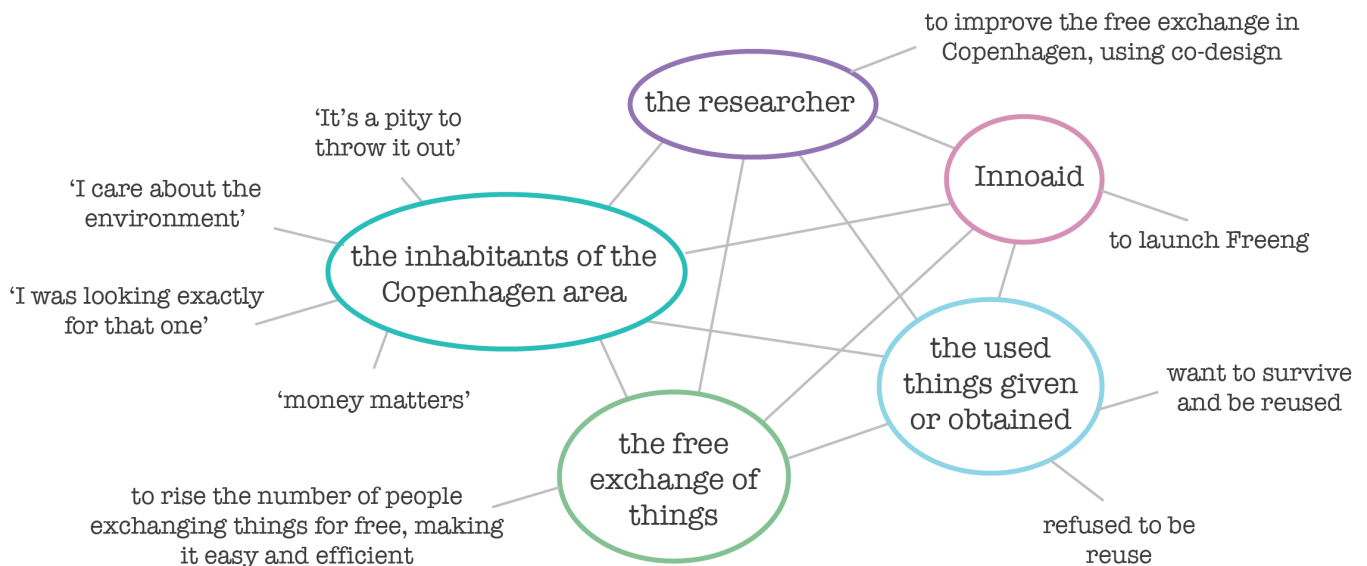 to improve the free exchange in
Copenhagen, using co-design
the researcher
Innoaid
to launch Freeng
‘It’s a pity to
throw it out’
‘I care about the
environment’
the inhabitants of the
Copenhagen area
‘I was looking exactly
for that one’
‘money matters’
the used
things given
or obtained
want to survive
and be reused
refused to be
reuse
the free
exchange of
things
to rise the number of people
exchanging things for free, making
it easy and efficient